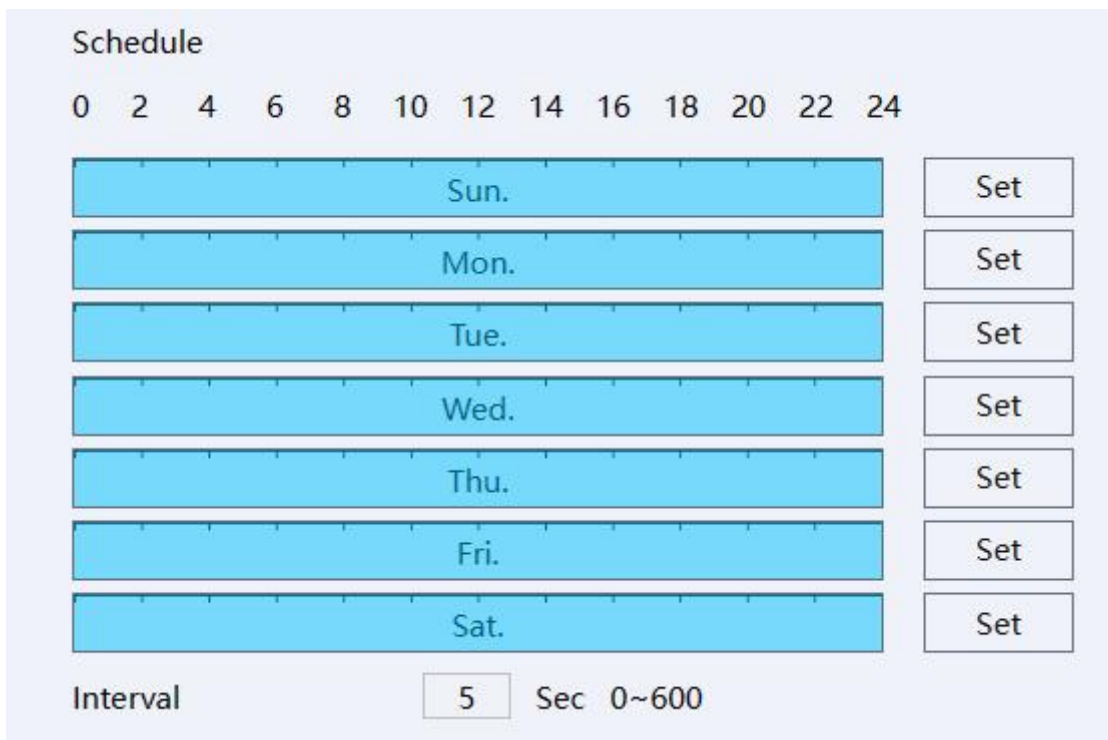 Schedule
0 2 4 6 8 10 12 14 16 18 20 22 24
Sun. Set
Mon. Set
Tue. Set
Wed. Set
Thu. Set
Fri. Set
Sat. Set
Interval 5 Sec 0~600